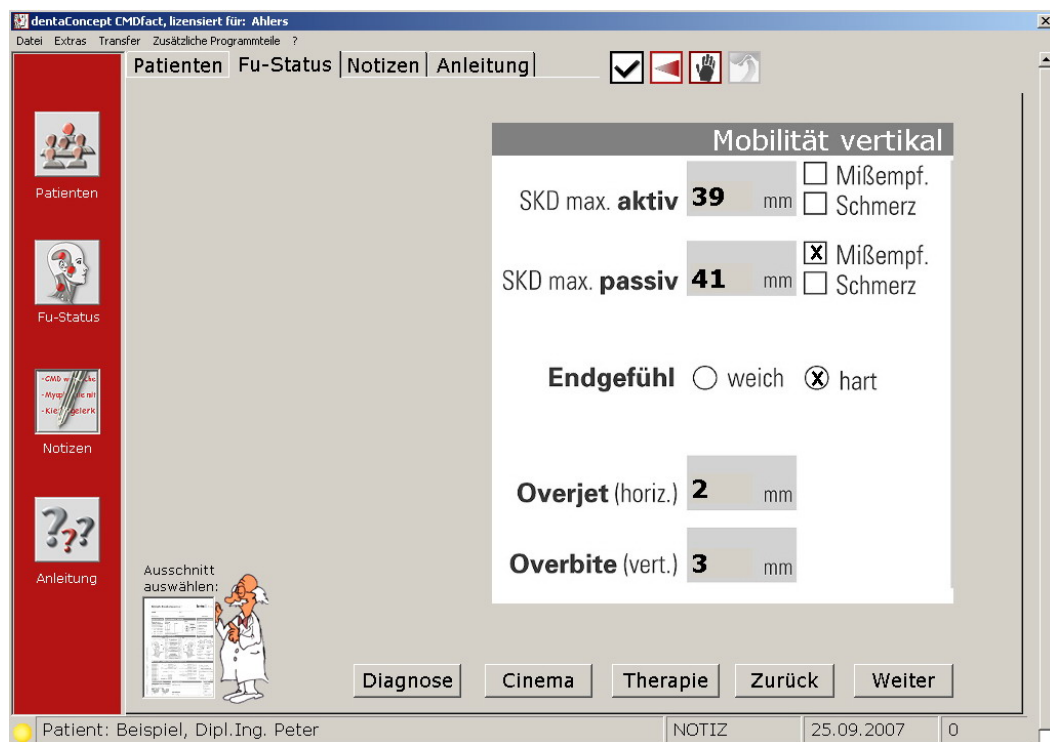 dentaConcept CMDfact, lizensiert für: Ahlers
Datei Extras Transfer Zusätzliche Programmteile ?
Patienten Fu-Status Notizen Anleitung
Mobilität vertikal
Mißempf.
SKD max. aktiv 39 mm
Schmerz
X Mißempf.
SKD max. passiv 41 mm
Schmerz
Endgefühl weich X hart
Overjet (horiz.) 2 mm
Overbite (vert.) 3 mm
Patienten
Fu-Status
Notizen
???
Anleitung
Ausschnitt
auswählen:
Diagnose Cinema Therapie Zurück Weiter
Patient: Beispiel, Dipl.Ing. Peter NOTIZ 25.09.2007 0